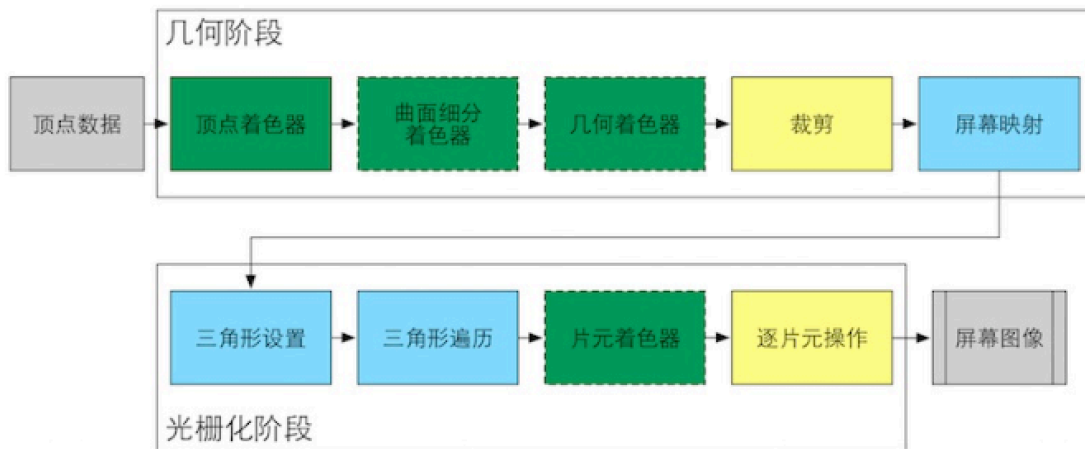 几何阶段
顶点数据
顶点着色器
曲面细分
着色器
几何着色器
裁剪
屏幕映射
三角形设置
三角形遍历
片元着色器
逐片元操作
屏幕图像
光栅化阶段